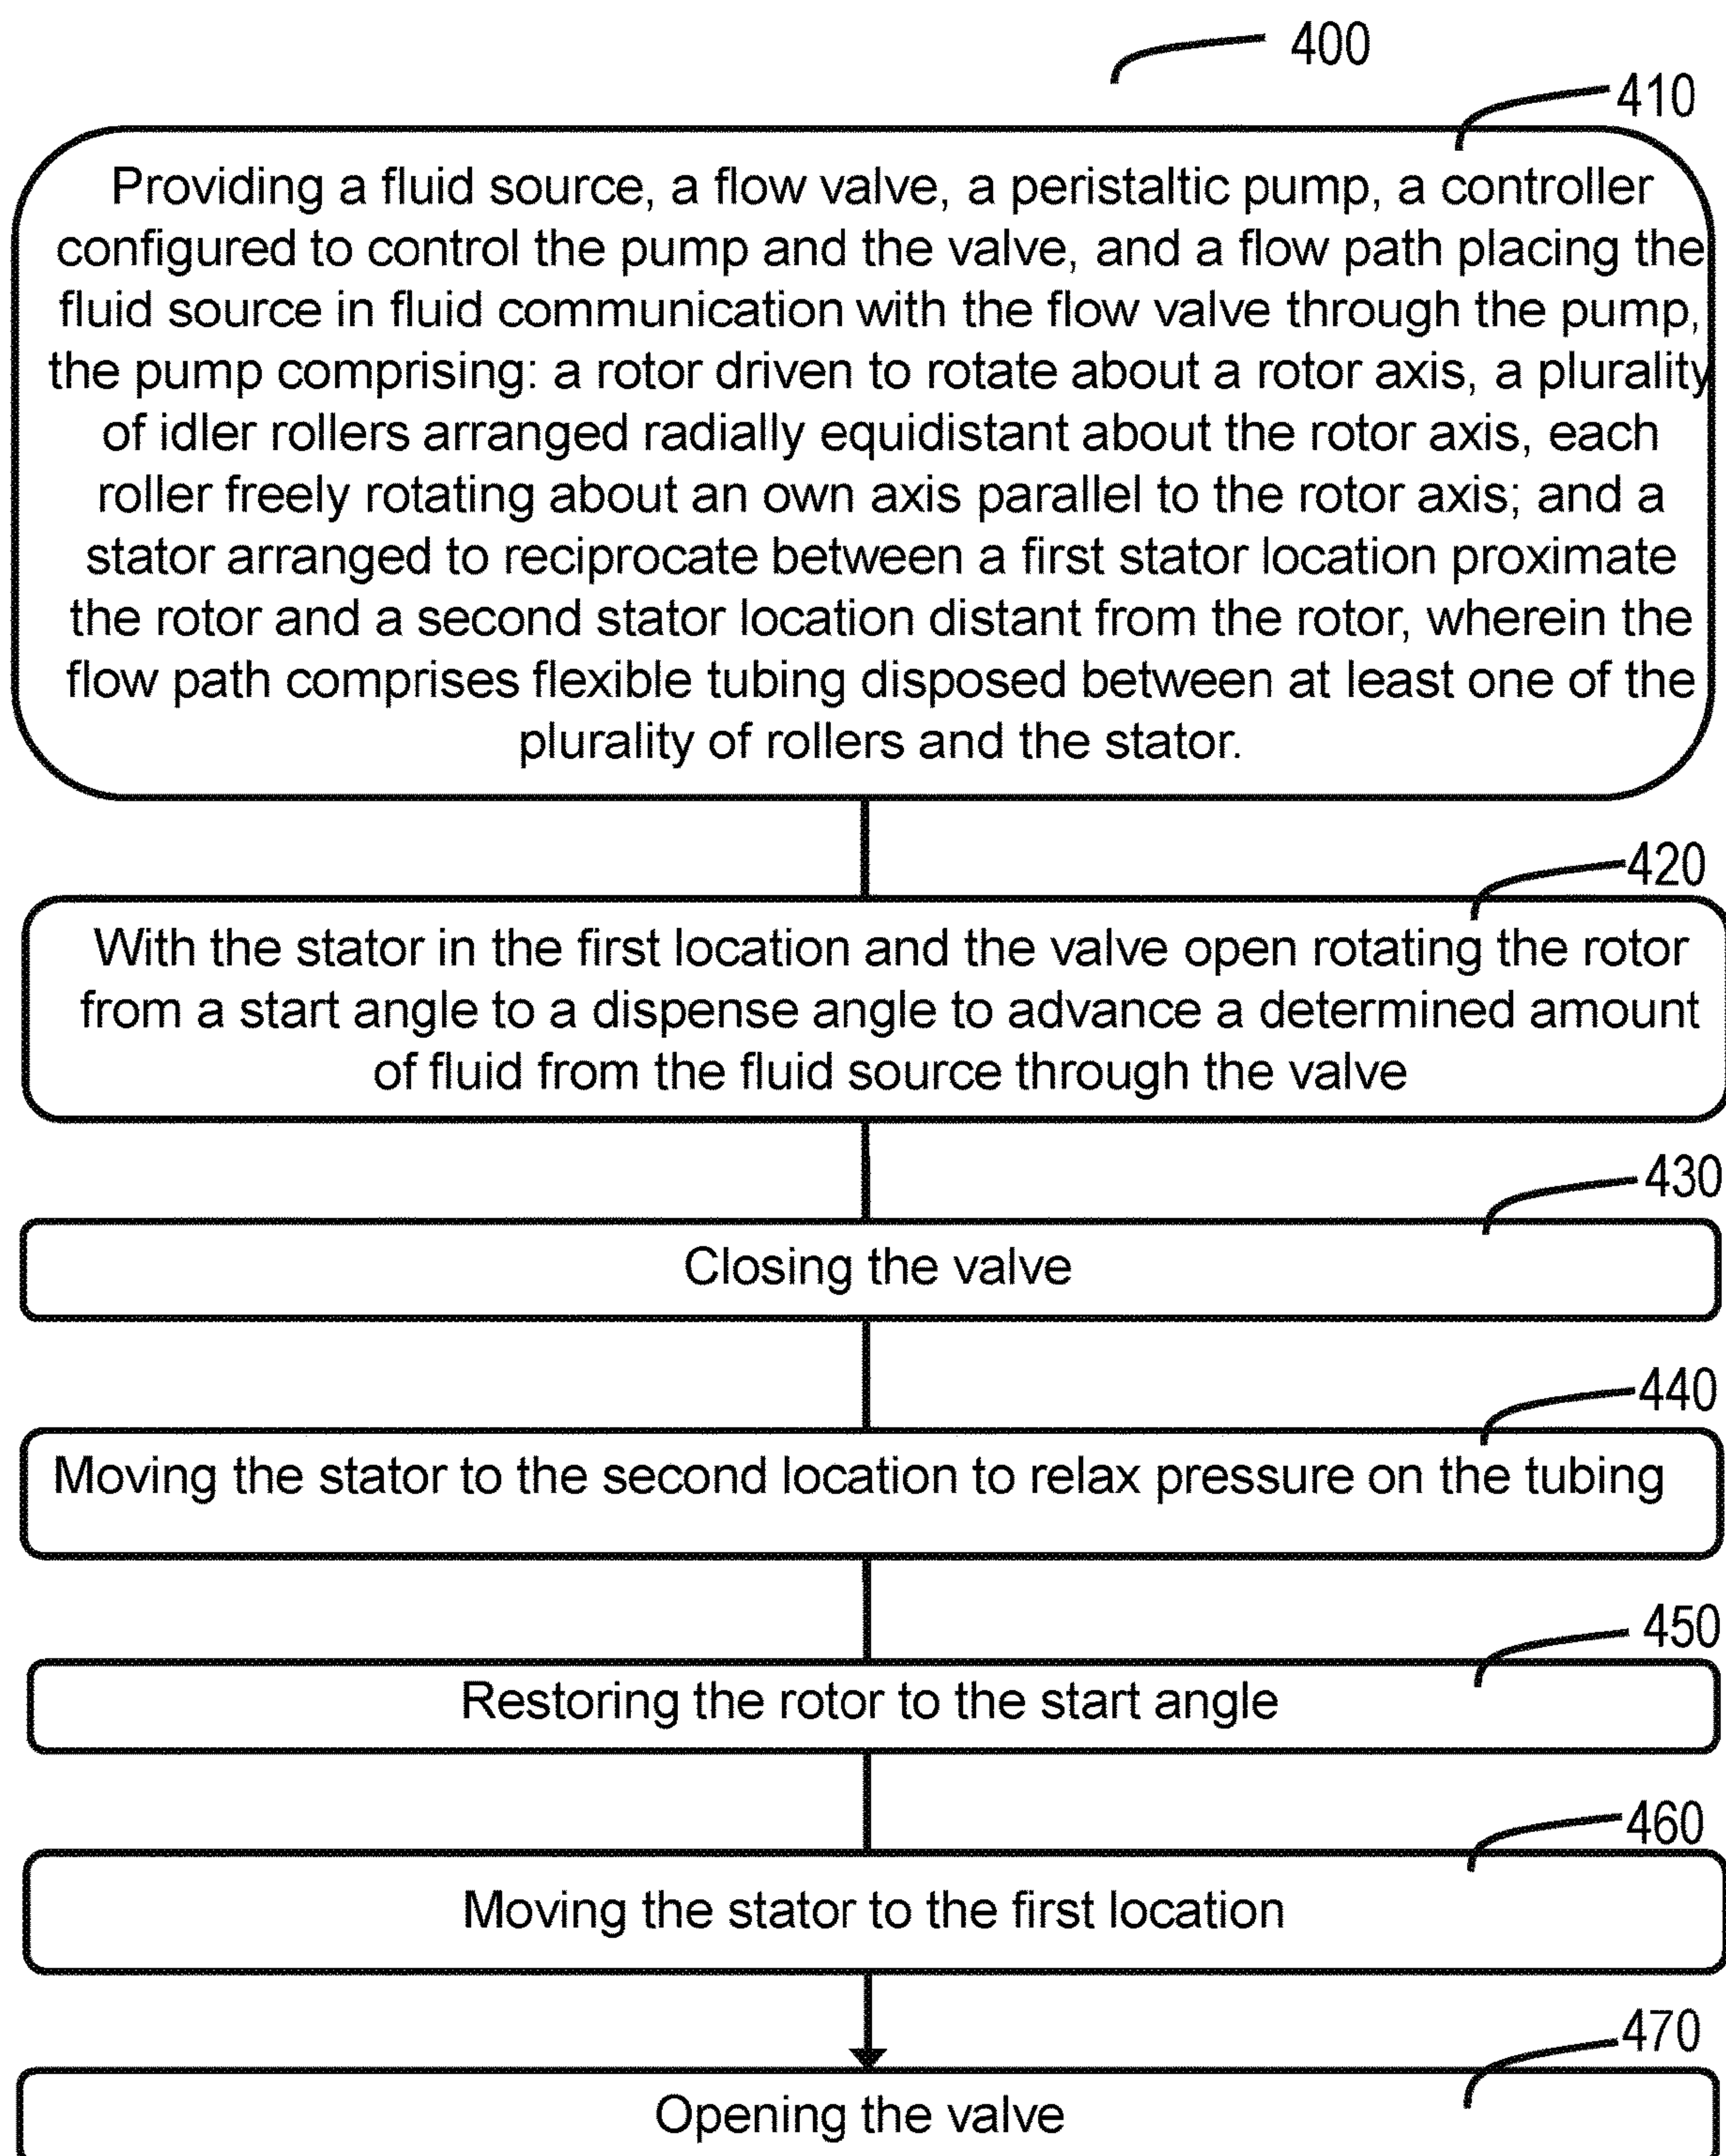 400
410
Providing a fluid source, a flow valve, a peristaltic pump, a controller
configured to control the pump and the valve, and a flow path placing the
fluid source in fluid communication with the flow valve through the pump,
the pump comprising: a rotor driven to rotate about a rotor axis, a plurality
of idler rollers arranged radially equidistant about the rotor axis, each
roller freely rotating about an own axis parallel to the rotor axis; and a
stator arranged to reciprocate between a first stator location proximate
the rotor and a second stator location distant from the rotor, wherein the
flow path comprises flexible tubing disposed between at least one of the
plurality of rollers and the stator.
420
With the stator in the first location and the valve open rotating the rotor
from a start angle to a dispense angle to advance a determined amount
of fluid from the fluid source through the valve
430
Closing the valve
440
Moving the stator to the second location to relax pressure on the tubing
450
Restoring the rotor to the start angle
460
Moving the stator to the first location
470
Opening the valve